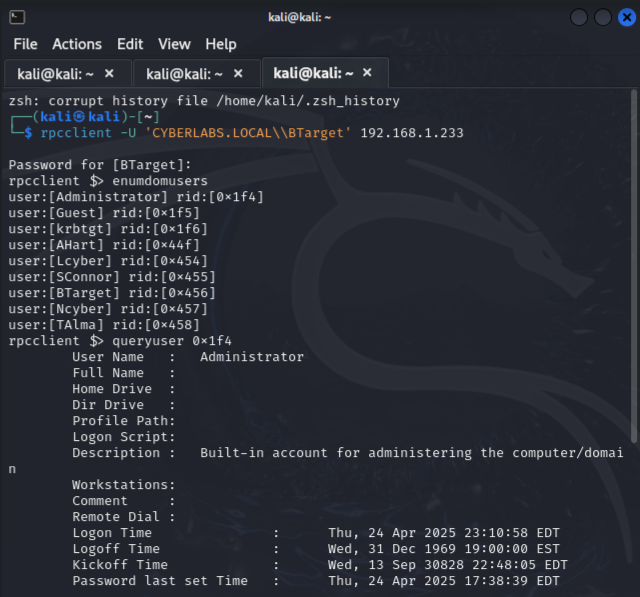 kali@kali: ~
File Actions Edit View Help
kali@kali: ~ × kali@kali: ~ × kali@kali: ~ ×
zsh: corrupt history file /home/kali/.zsh_history
┌──(kali㉿kali)-[~]
└─$ rpcclient -U 'CYBERLABS.LOCAL\\BTarget' 192.168.1.233
Password for [BTarget]:
rpcclient $> enumdomusers
user:[Administrator] rid:[0×1f4]
user:[Guest] rid:[0×1f5]
user:[krbtgt] rid:[0×1f6]
user:[AHart] rid:[0×44f]
user:[Lcyber] rid:[0×454]
user:[SConnor] rid:[0×455]
user:[BTarget] rid:[0×456]
user:[Ncyber] rid:[0×457]
user:[TAlma] rid:[0×458]
rpcclient $> queryuser 0×1f4
User Name : Administrator
Full Name :
Home Drive :
Dir Drive :
Profile Path:
Logon Script:
Description : Built-in account for administering the computer/domai
n
Workstations:
Comment :
Remote Dial :
Logon Time : Thu, 24 Apr 2025 23:10:58 EDT
Logoff Time : Wed, 31 Dec 1969 19:00:00 EST
Kickoff Time : Wed, 13 Sep 30828 22:48:05 EDT
Password last set Time : Thu, 24 Apr 2025 17:38:39 EDT